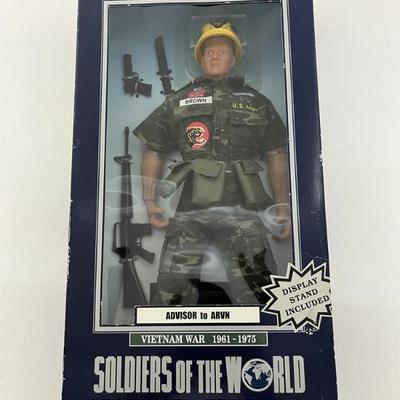 BROWN
U.S. ARMY
DISPLAY
STAND
INCLUDED
ADVISOR to ARVN
VIETNAM WAR 1961-1975
SOLDIERS OF THE WORLD